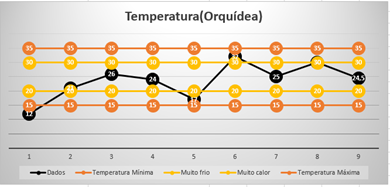 Temperatura(Orquídea)
35 35 35 35 35 35 35 35 35
30 30 30 30 30 30 30 30
26 24 25 24,5
20 20 20 20 20 20 20 20
15 15 15 15 15 15 15 15 15
12
1 2 3 4 5 6 7 8 9
Dados Temperatura Mínima Muito frio Muito calor Temperatura Máxima